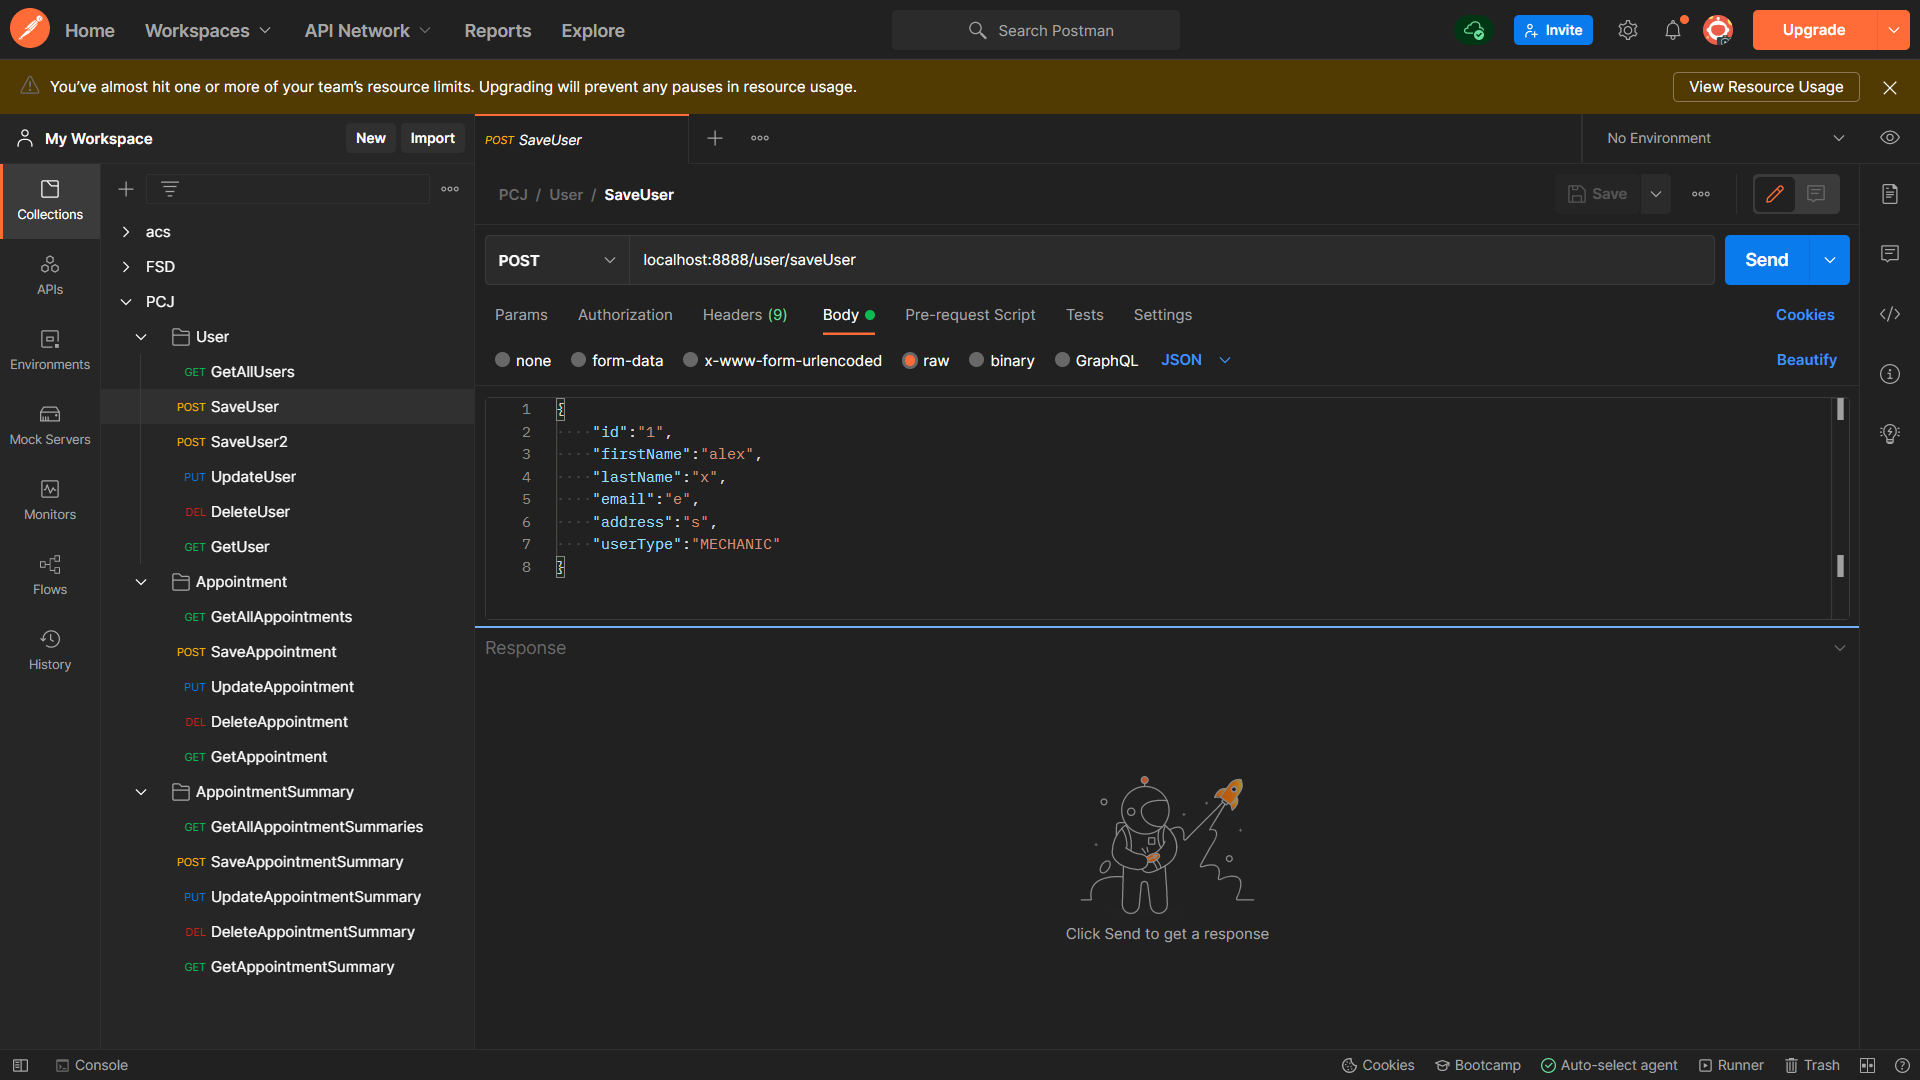 Home Workspaces API Network Reports Explore Search Postman Invite Upgrade
You've almost hit one or more of your team's resource limits. Upgrading will prevent any pauses in resource usage. View Resource Usage
My Workspace New Import
POST SaveUser
No Environment
Collections
APIs
Environments
Mock Servers
Monitors
Flows
History
acs
FSD
PCJ
User
GET GetAllUsers
POST SaveUser
POST SaveUser2
PUT UpdateUser
DEL DeleteUser
GET GetUser
Appointment
GET GetAllAppointments
POST SaveAppointment
PUT UpdateAppointment
DEL DeleteAppointment
GET GetAppointment
AppointmentSummary
GET GetAllAppointmentSummaries
POST SaveAppointmentSummary
PUT UpdateAppointmentSummary
DEL DeleteAppointmentSummary
GET GetAppointmentSummary
PCJ / User / SaveUser
Save
POST localhost:8888/user/saveUser Send
Params Authorization Headers (9) Body Pre-request Script Tests Settings Cookies
none form-data x-www-form-urlencoded raw binary GraphQL JSON Beautify
1 {
2 "id":"1",
3 "firstName":"alex",
4 "lastName":"x",
5 "email":"e",
6 "address":"s",
7 "userType":"MECHANIC"
8 }
Response
Click Send to get a response
Console Cookies Bootcamp Auto-select agent Runner Trash